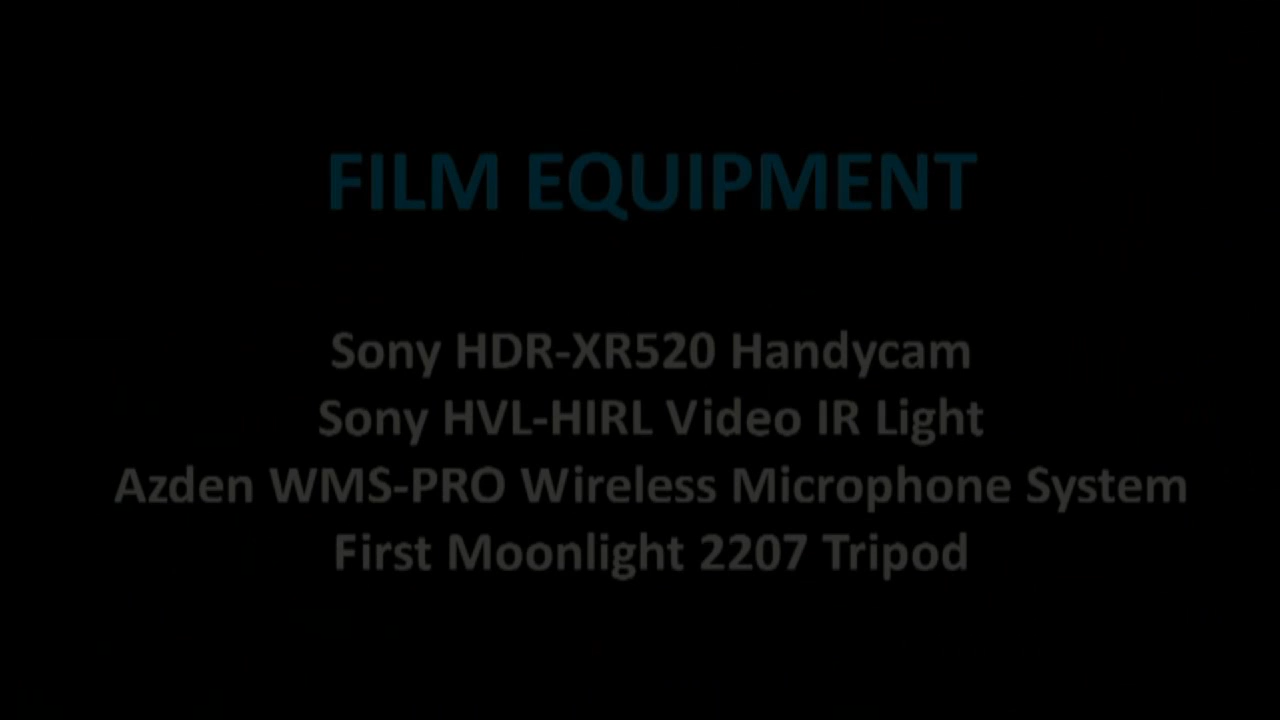 FILM EQUIPMENT
Sony HDR-XR520 Handycam
Sony HVL-HIRL Video IR Light
Azden WMS-PRO Wireless Microphone System
First Moonlight 2207 Tripod